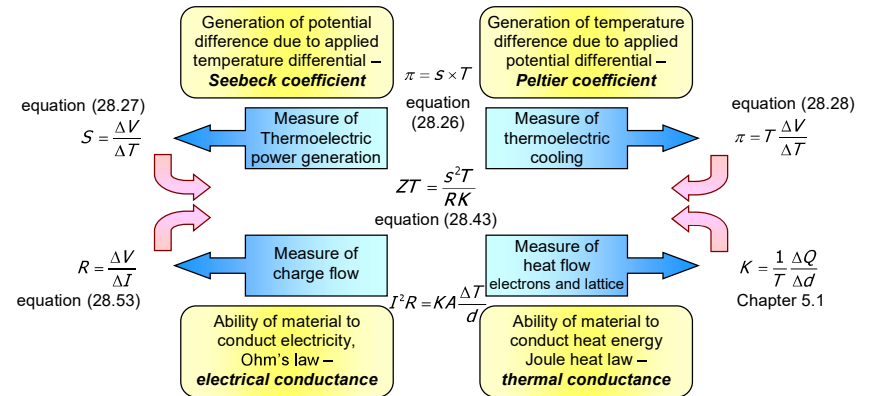 Generation of potential
difference due to applied
temperature differential –
Seebeck coefficient
Generation of temperature
difference due to applied
potential differential –
Peltier coefficient
π = s × T
equation
(28.26)
equation (28.27)
S = ΔV/ΔT
Measure of
Thermoelectric
power generation
Measure of
thermoelectric
cooling
equation (28.28)
π = T ΔV/ΔT
ZT = s²T/RK
equation (28.43)
R = ΔV/ΔI
equation (28.53)
Measure of
charge flow
Measure of
heat flow
electrons and lattice
K = 1/T ΔQ/Δd
Chapter 5.1
I²R = KA ΔT/d
Ability of material to
conduct electricity,
Ohm's law –
electrical conductance
Ability of material to
conduct heat energy
Joule heat law –
thermal conductance